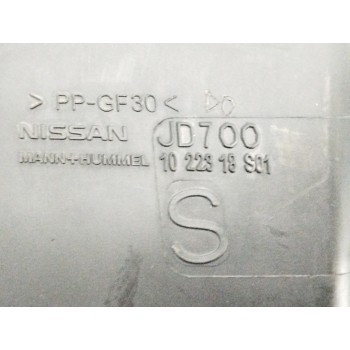 > PP-GF30 <
NISSAN JD700
MANN+HUMMEL 10 223 18 S01
S